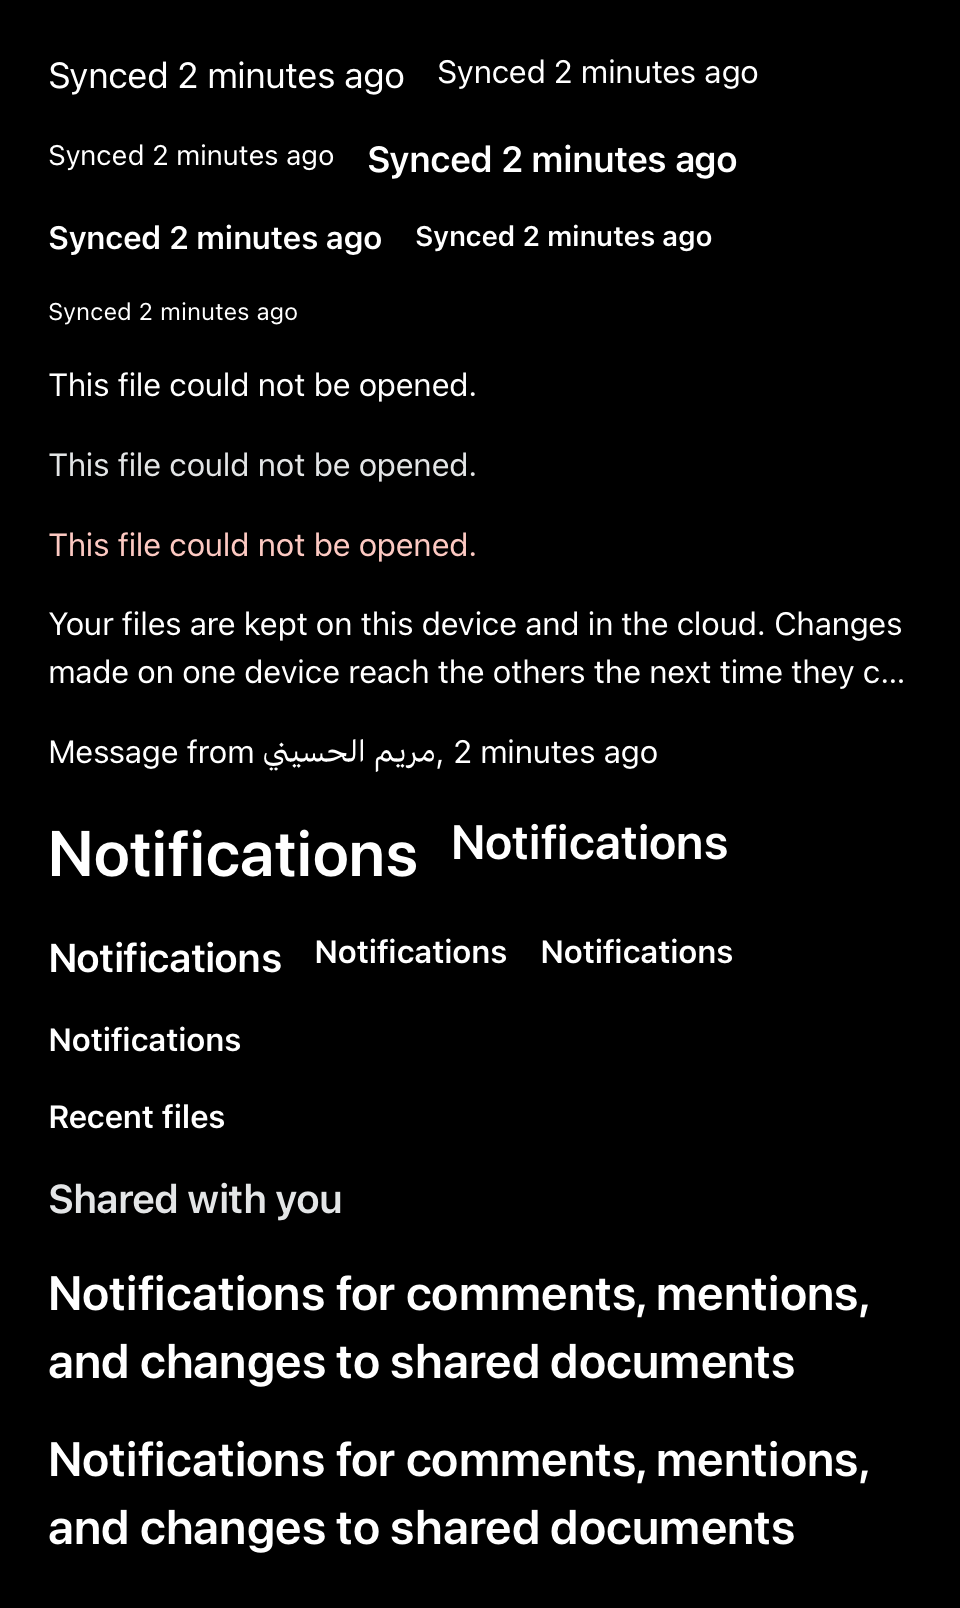 Synced 2 minutes ago Synced 2 minutes ago
Synced 2 minutes ago Synced 2 minutes ago
Synced 2 minutes ago Synced 2 minutes ago
Synced 2 minutes ago
This file could not be opened.
This file could not be opened.
This file could not be opened.
Your files are kept on this device and in the cloud. Changes
made on one device reach the others the next time they c...
Message from مريم الحسيني, 2 minutes ago
Notifications Notifications
Notifications Notifications Notifications
Notifications
Recent files
Shared with you
Notifications for comments, mentions,
and changes to shared documents
Notifications for comments, mentions,
and changes to shared documents